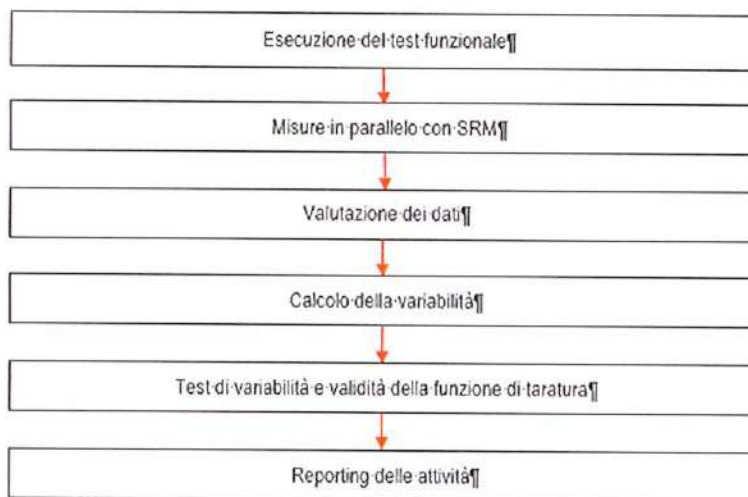 Esecuzione·del·test·funzionale¶
Misure·in·parallelo·con·SRM¶
Valutazione·dei·dati¶
Calcolo·della·variabilità¶
Test·di·variabilità·e·validità·della·funzione·di·taratura¶
Reporting·delle·attività¶